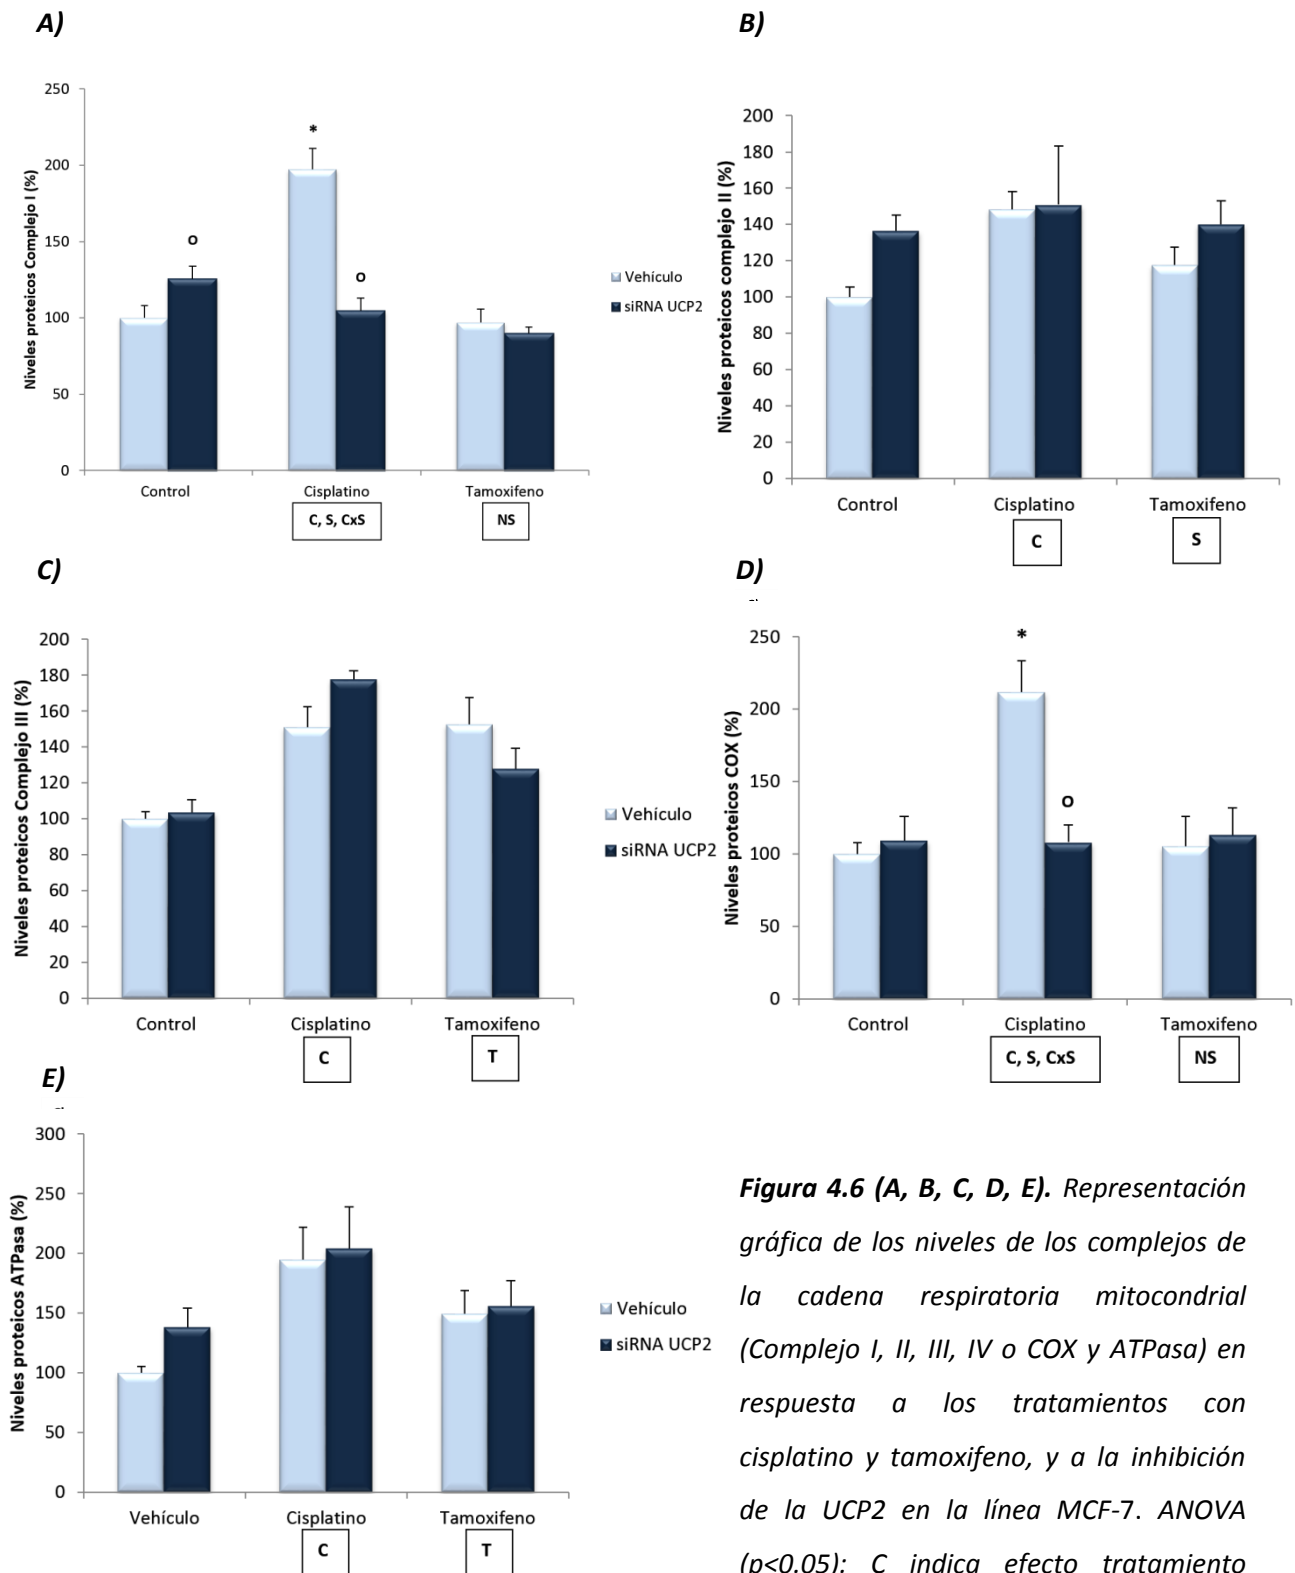 A)
250
200
150
100
50
0
Niveles proteicos Complejo I (%)
*
o
o
Control
Cisplatino
Tamoxifeno
C, S, CxS
NS
Vehículo
siRNA UCP2
B)
200
180
160
140
120
100
80
60
40
20
0
Niveles proteicos complejo II (%)
Control
Cisplatino
Tamoxifeno
C
S
C)
200
180
160
140
120
100
80
60
40
20
0
Niveles proteicos Complejo III (%)
Control
Cisplatino
Tamoxifeno
C
T
Vehículo
siRNA UCP2
D)
250
200
150
100
50
0
Niveles proteicos COX (%)
*
o
Control
Cisplatino
Tamoxifeno
C, S, CxS
NS
E)
300
250
200
150
100
50
0
Niveles proteicos ATPasa (%)
Vehículo
Cisplatino
Tamoxifeno
C
T
Vehículo
siRNA UCP2
Figura 4.6 (A, B, C, D, E). Representación
gráfica de los niveles de los complejos de
la cadena respiratoria mitocondrial
(Complejo I, II, III, IV o COX y ATPasa) en
respuesta a los tratamientos con
cisplatino y tamoxifeno, y a la inhibición
de la UCP2 en la línea MCF-7. ANOVA
(p<0.05): C indica efecto tratamiento